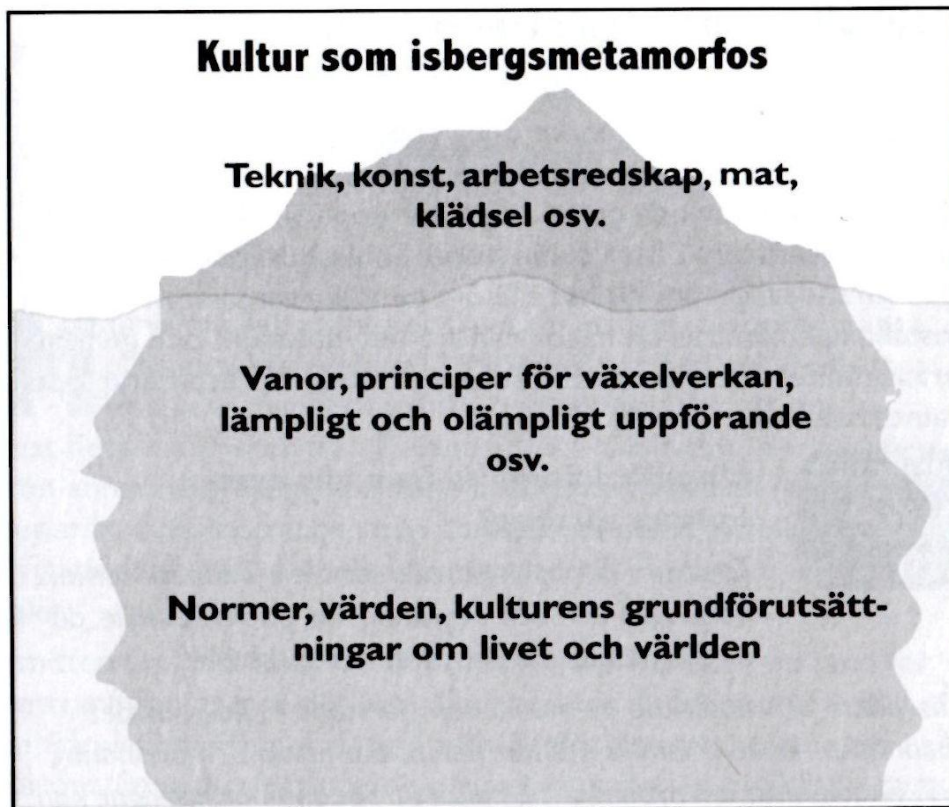 Kultur som isbergsmetamorfos
Teknik, konst, arbetsredskap, mat,
klädsel osv.
Vanor, principer för växelverkan,
lämpligt och olämpligt uppförande
osv.
Normer, värden, kulturens grundförutsätt-
ningar om livet och världen